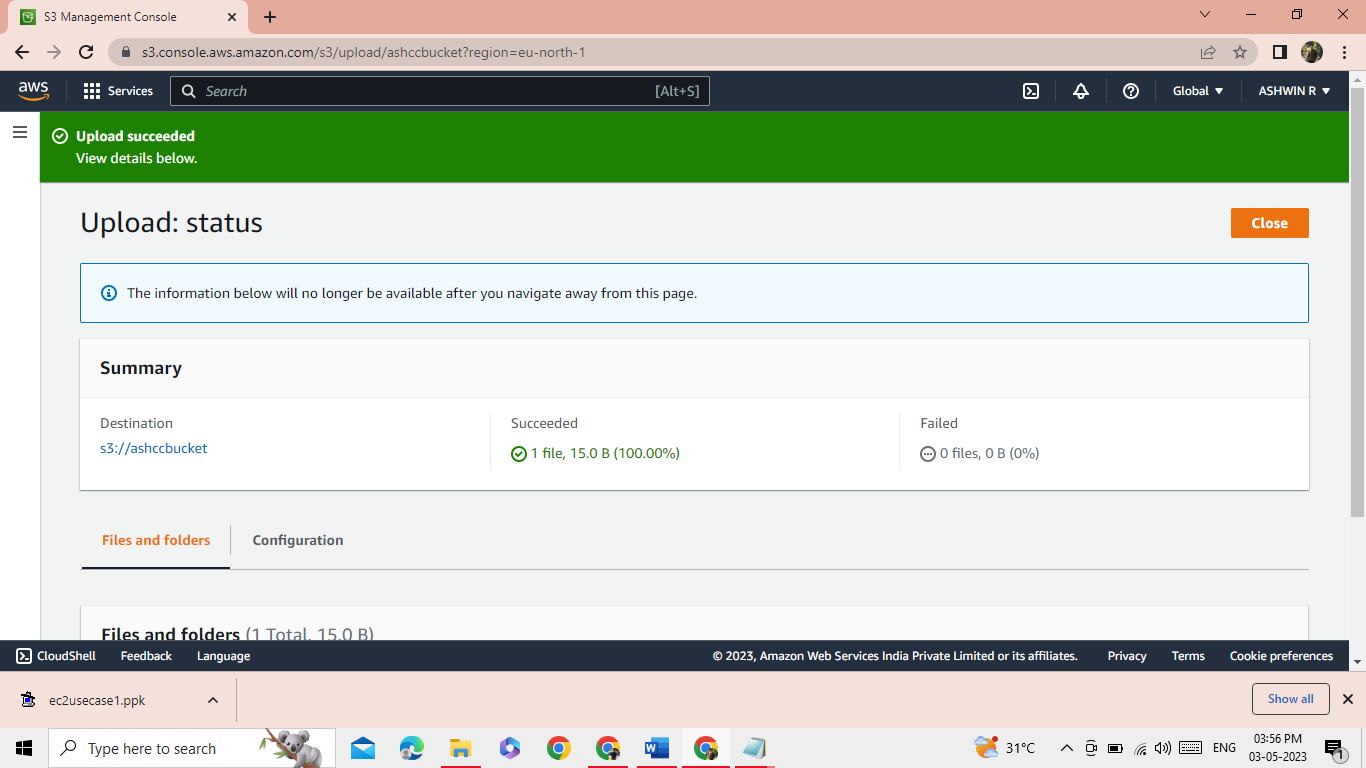 S3 Management Console
s3.console.aws.amazon.com/s3/upload/ashccbucket?region=eu-north-1
aws Services Search [Alt+S] Global ASHWIN R
Upload succeeded
View details below.
Upload: status
Close
The information below will no longer be available after you navigate away from this page.
Summary
Destination Succeeded Failed
s3://ashccbucket 1 file, 15.0 B (100.00%) 0 files, 0 B (0%)
Files and folders Configuration
Files and folders (1 Total, 15.0 B)
CloudShell Feedback Language © 2023, Amazon Web Services India Private Limited or its affiliates. Privacy Terms Cookie preferences
ec2usecase1.ppk Show all
Type here to search 31°C ENG 03:56 PM
03-05-2023 1